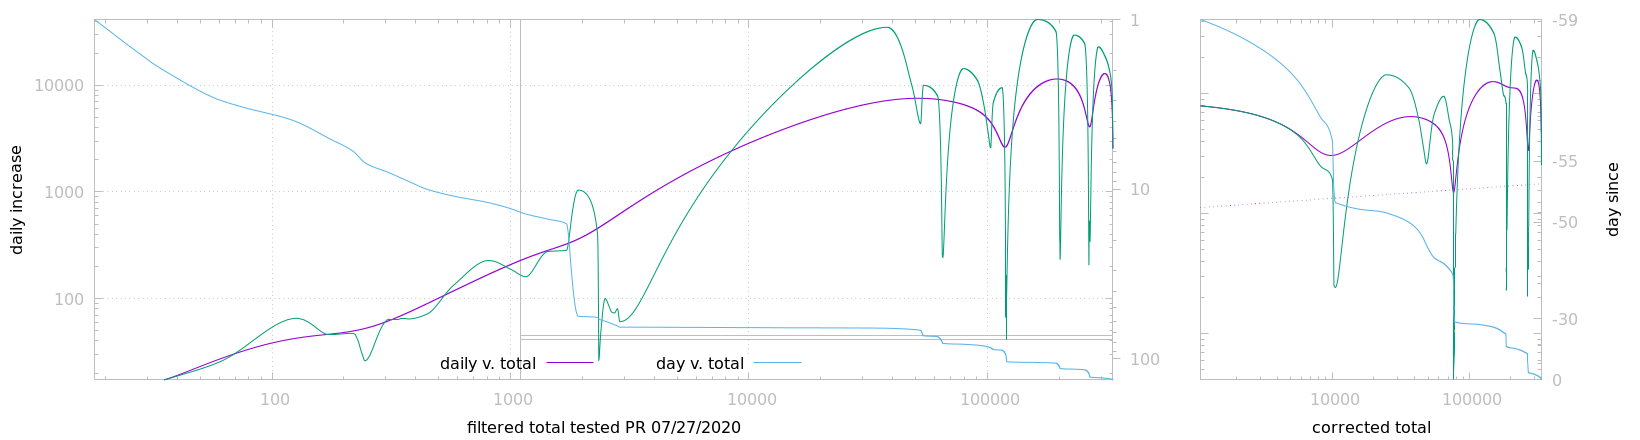 daily increase
10000
1000
100
100
1000
10000
100000
filtered total tested PR 07/27/2020
1
10
100
daily v. total
day v. total
10000
100000
corrected total
-59
-55
-50
-30
0
day since